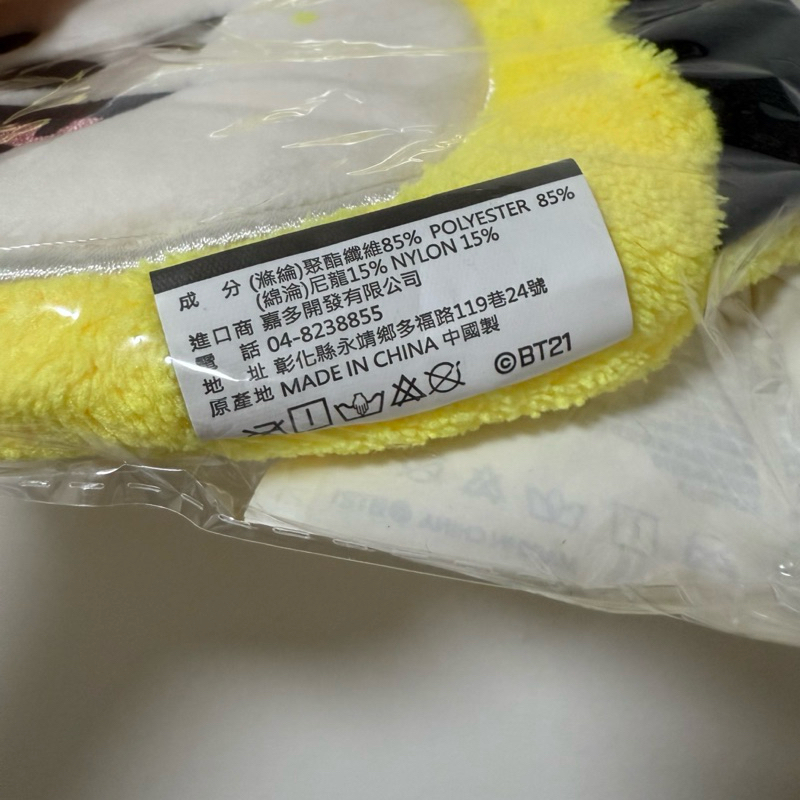 成 分 (滌綸)聚酯纖維85% POLYESTER 85%
(綿淪)尼龍15% NYLON 15%
進口商 嘉多開發有限公司
電 話 04-8238855
地 址 彰化縣永靖鄉多福路119巷24號
原產地 MADE IN CHINA 中國製
©BT21